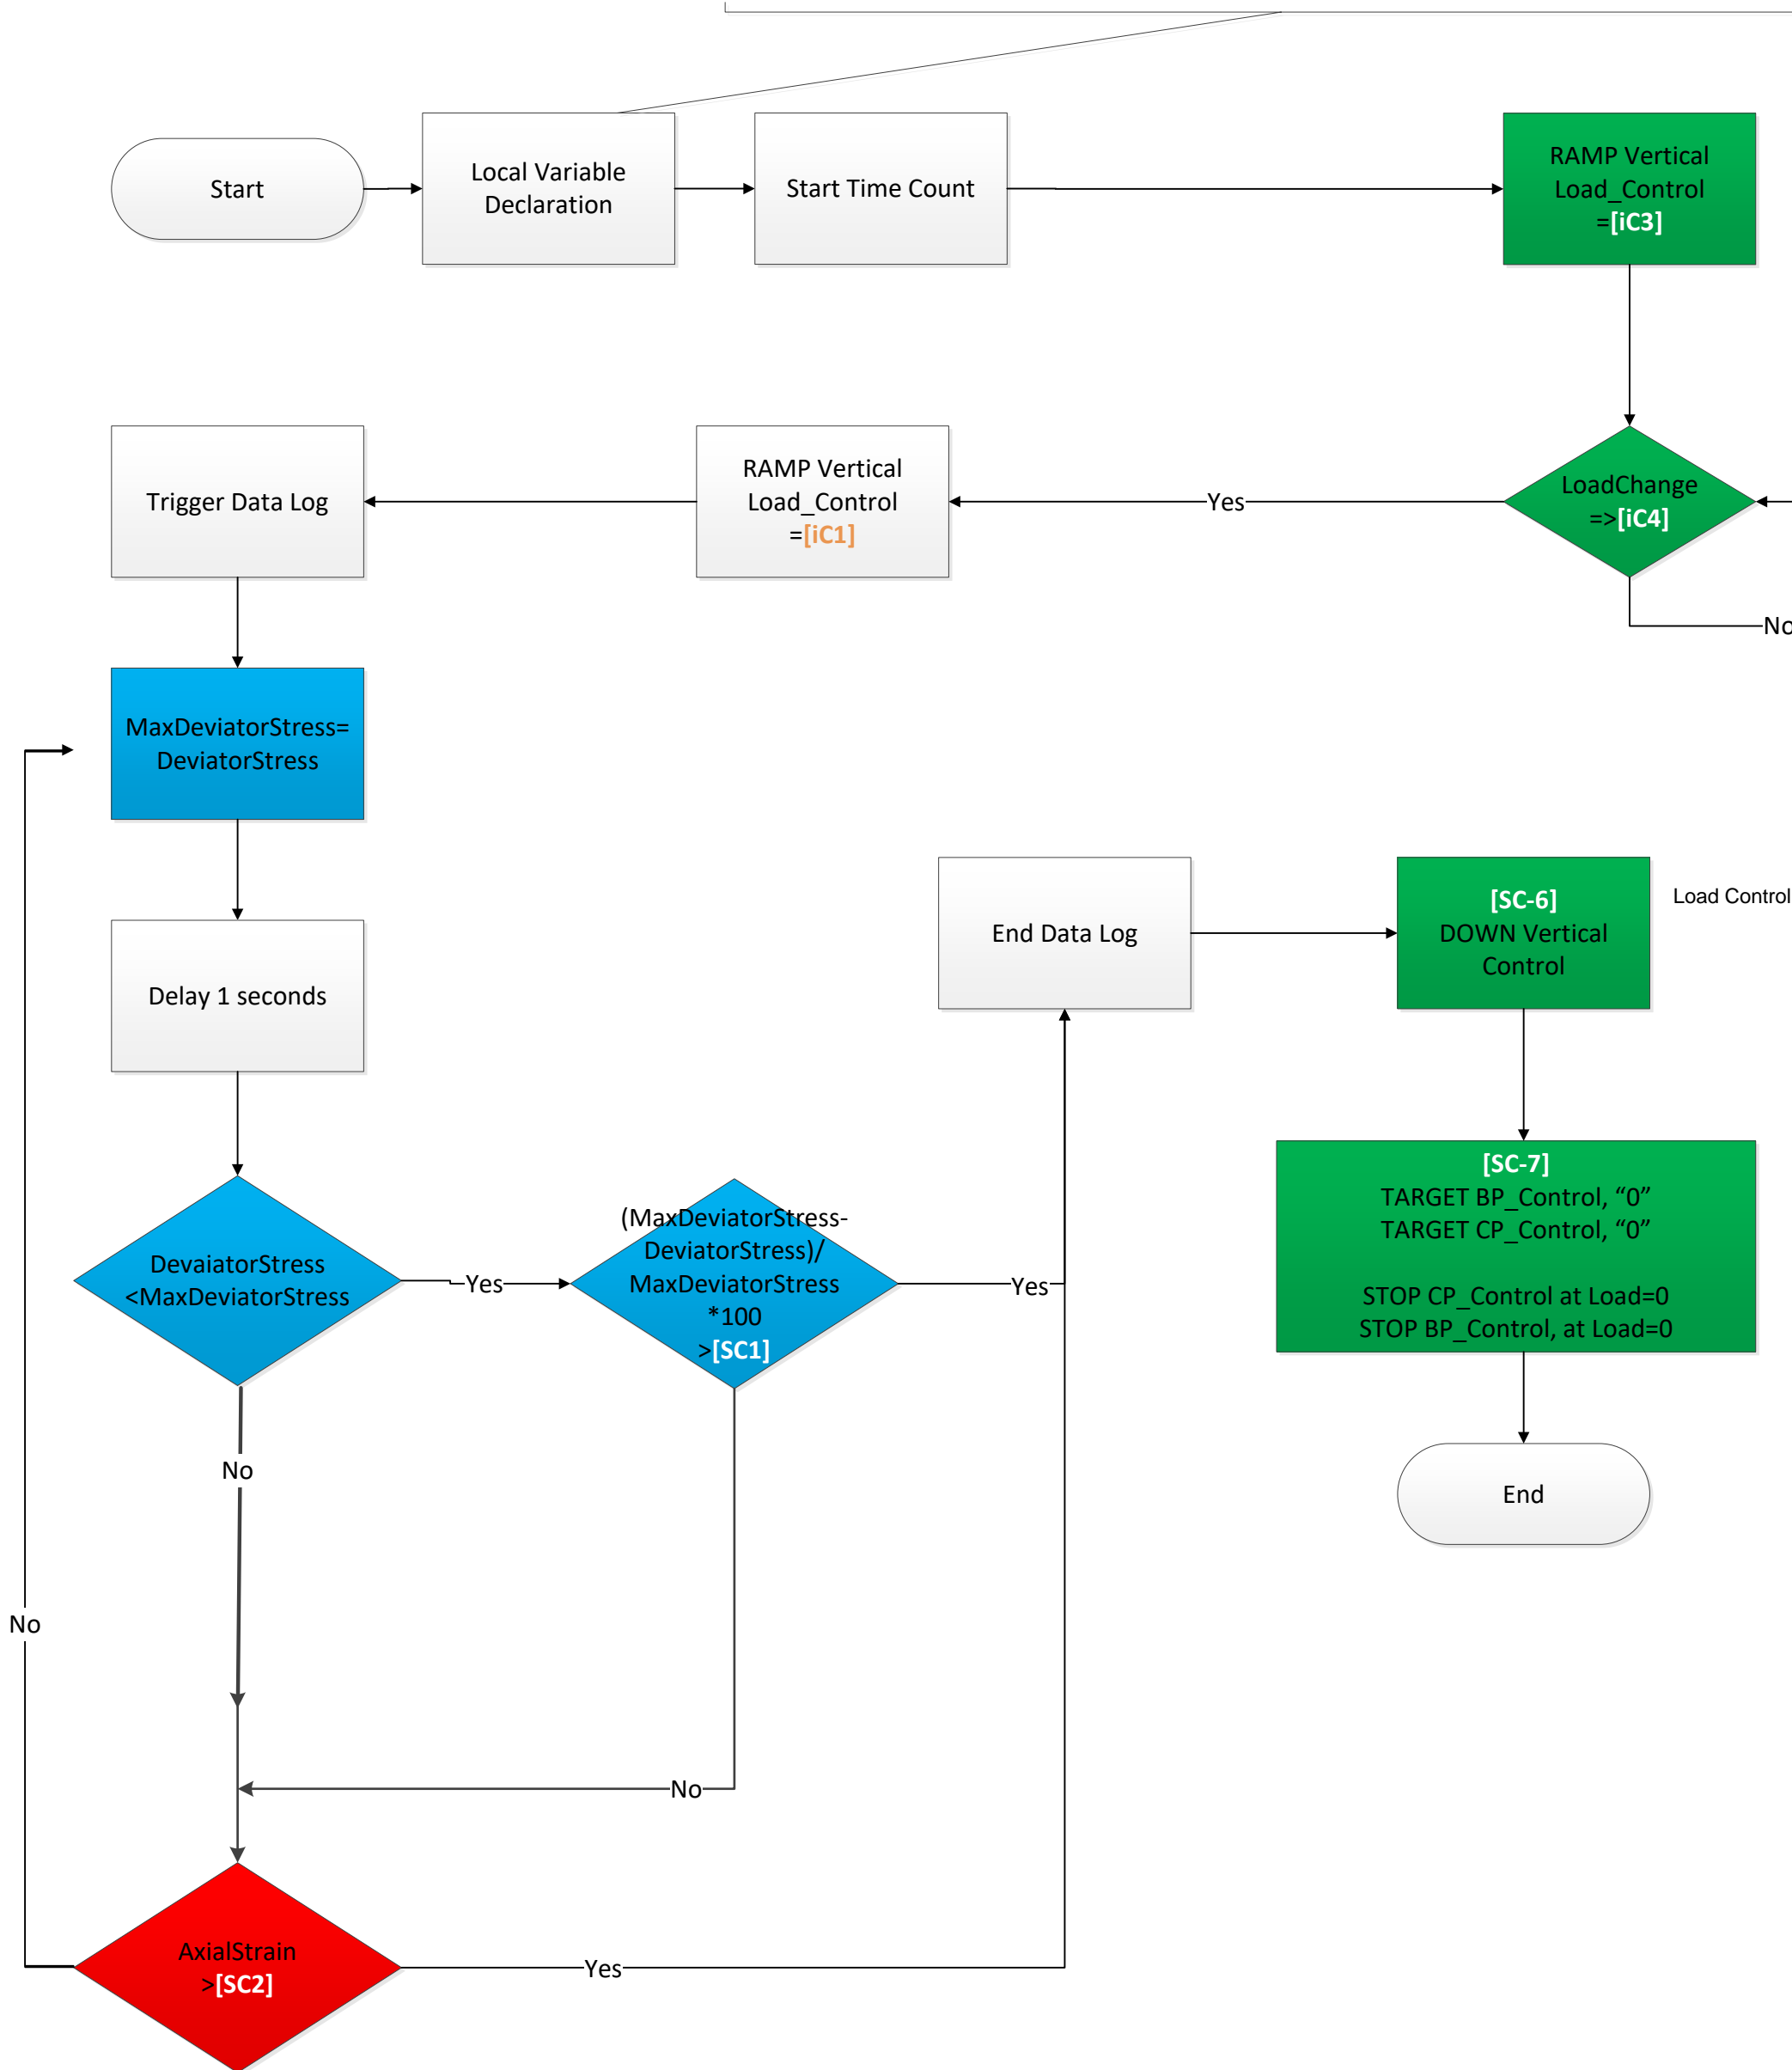 Start
Local Variable
Declaration
Start Time Count
RAMP Vertical
Load_Control
=[iC3]
LoadChange
=>[iC4]
No
Yes
RAMP Vertical
Load_Control
=[iC1]
Trigger Data Log
MaxDeviatorStress=
DeviatorStress
Delay 1 seconds
DevaiatorStress
<MaxDeviatorStress
Yes
(MaxDeviatorStress-
DeviatorStress)/
MaxDeviatorStress
*100
>[SC1]
Yes
No
No
No
AxialStrain
>[SC2]
Yes
End Data Log
[SC-6]
DOWN Vertical
Control
Load Control
[SC-7]
TARGET BP_Control, “0”
TARGET CP_Control, “0”
STOP CP_Control at Load=0
STOP BP_Control, at Load=0
End